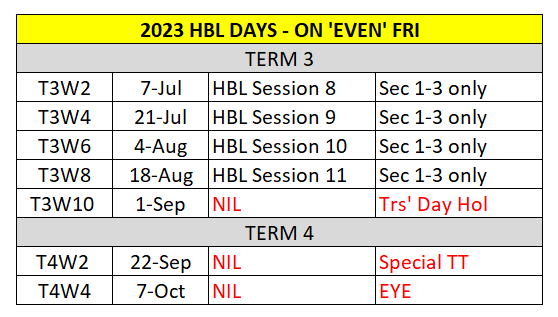 2023 HBL DAYS - ON 'EVEN' FRI
TERM 3
T3W2 7-Jul HBL Session 8 Sec 1-3 only
T3W4 21-Jul HBL Session 9 Sec 1-3 only
T3W6 4-Aug HBL Session 10 Sec 1-3 only
T3W8 18-Aug HBL Session 11 Sec 1-3 only
T3W10 1-Sep NIL Trs' Day Hol
TERM 4
T4W2 22-Sep NIL Special TT
T4W4 7-Oct NIL EYE